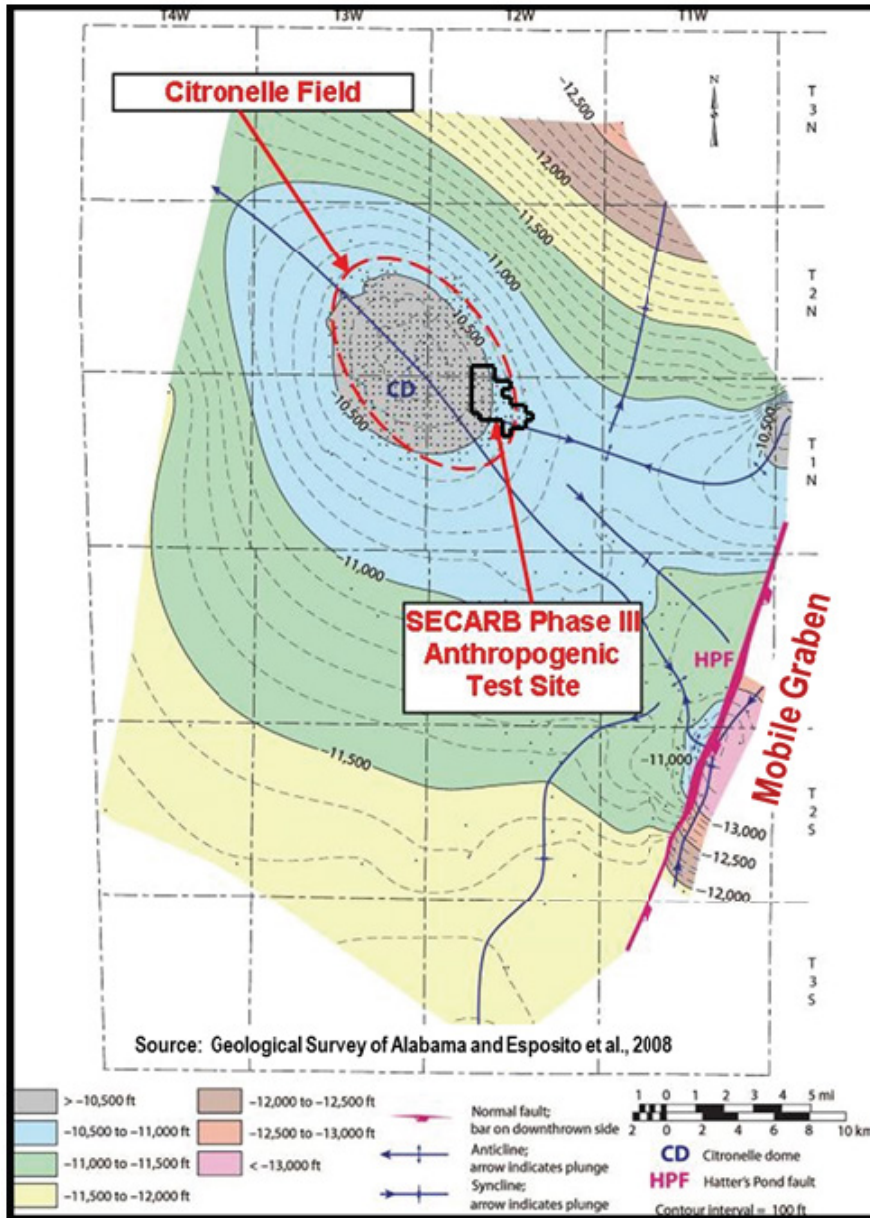 T4W T3W T2W T1W
Citronelle Field
N
-12,500
T
3
N
-12,000
-11,500
-11,000
T
2
N
-10,500
CD
-10,500
-10,500
T
1
N
-11,000
SECARB Phase III
Anthropogenic
Test Site
HPF
Mobile Graben
-11,500
-11,000
T
2
S
-13,000
-12,500
-12,000
T
3
S
Source: Geological Survey of Alabama and Esposito et al., 2008
> -10,500 ft
-10,500 to -11,000 ft
-11,000 to -11,500 ft
-11,500 to -12,000 ft
-12,000 to -12,500 ft
-12,500 to -13,000 ft
< -13,000 ft
Normal fault;
bar on downthrown side
Anticline;
arrow indicates plunge
Syncline;
arrow indicates plunge
1 0 1 2 3 4 5 mi
2 0 2 4 6 8 10 km
CD Citronelle dome
HPF Hatter's Pond fault
Contour interval = 100 ft